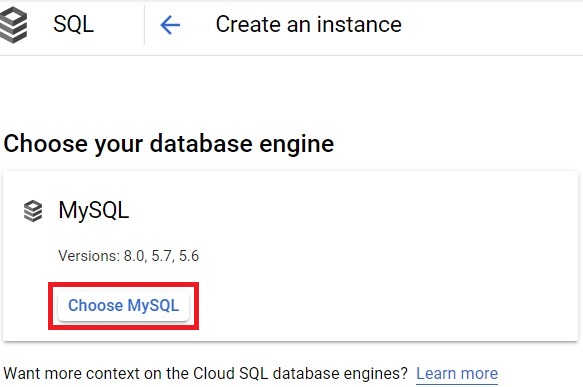 SQL
Create an instance
Choose your database engine
MySQL
Versions: 8.0, 5.7, 5.6
Choose MySQL
Want more context on the Cloud SQL database engines? Learn more